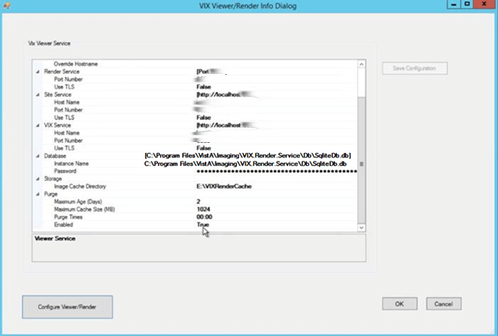 VIX Viewer/Render Info Dialog
Vix Viewer Service
Override Hostname
Render Service [Port
Port Number
Use TLS False
Site Service [http://localhost
Host Name
Port Number
Use TLS False
VIX Service [http://localhost
Host Name
Port Number
Use TLS False
Database [C:\Program Files\VistA\Imaging\VIX.Render.Service\Db\SqliteDb.db]
Instance Name C:\Program Files\VistA\Imaging\VIX.Render.Service\Db\SqliteDb.db
Password ••••••••••••••••••••••••••••••••
Storage
Image Cache Directory E:\VIXRenderCache
Purge
Maximum Age (Days) 2
Maximum Cache Size (MB) 1024
Purge Times 00:00
Enabled True
Viewer Service
Save Configuration
Configure Viewer/Render
OK
Cancel